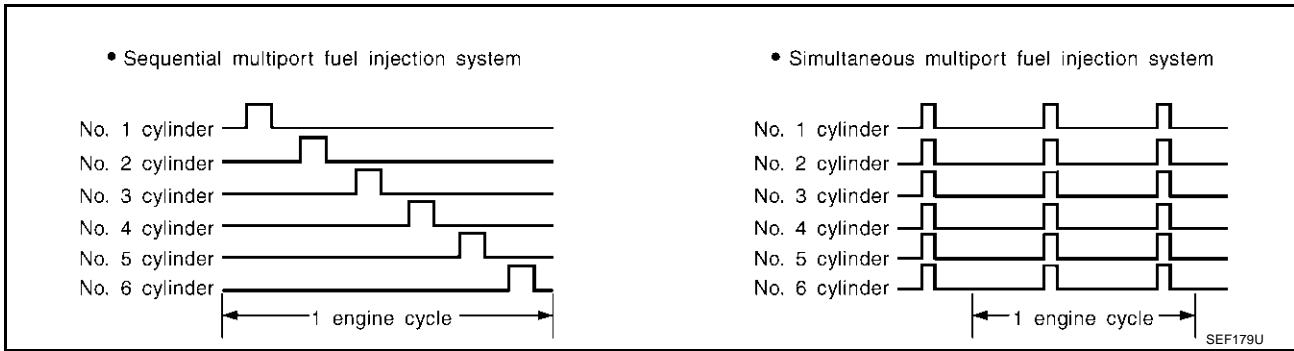 • Sequential multiport fuel injection system
No. 1 cylinder
No. 2 cylinder
No. 3 cylinder
No. 4 cylinder
No. 5 cylinder
No. 6 cylinder
1 engine cycle
• Simultaneous multiport fuel injection system
No. 1 cylinder
No. 2 cylinder
No. 3 cylinder
No. 4 cylinder
No. 5 cylinder
No. 6 cylinder
1 engine cycle
SEF179U